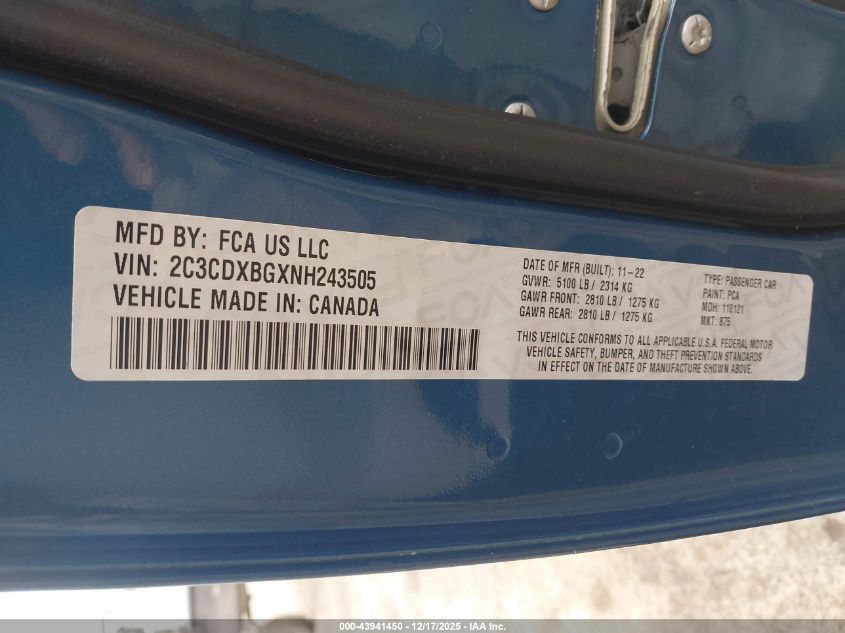 MFD BY: FCA US LLC
VIN: 2C3CDXBGXNH243505
VEHICLE MADE IN: CANADA
DATE OF MFR (BUILT): 11-22
GVWR: 5100 LB / 2314 KG
GAWR FRONT: 2810 LB / 1275 KG
GAWR REAR: 2810 LB / 1275 KG
TYPE: PASSENGER CAR
PAINT: PCA
MDH: 110121
MKT: 975
THIS VEHICLE CONFORMS TO ALL APPLICABLE U.S.A. FEDERAL MOTOR
VEHICLE SAFETY, BUMPER, AND THEFT PREVENTION STANDARDS
IN EFFECT ON THE DATE OF MANUFACTURE SHOWN ABOVE.
000-43941450 - 12/17/2025 - IAA Inc.